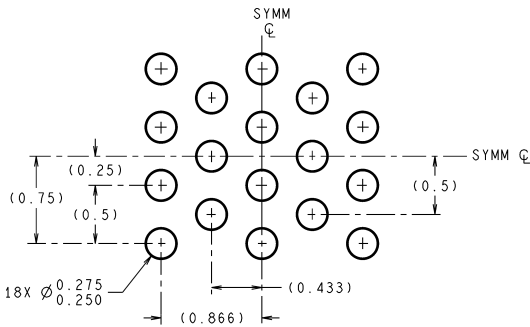 SYMM
℄
SYMM ℄
(0.25)
(0.75)
(0.5)
(0.5)
18X Ø 0.275
0.250
(0.433)
(0.866)